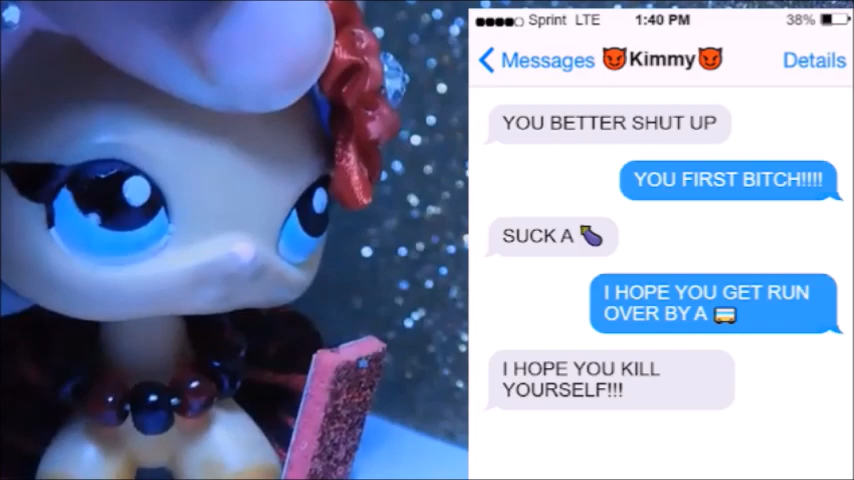 Sprint LTE 1:40 PM 38%
Messages 😈Kimmy😈 Details
YOU BETTER SHUT UP
YOU FIRST BITCH!!!!
SUCK A 🍆
I HOPE YOU GET RUN
OVER BY A 🚐
I HOPE YOU KILL
YOURSELF!!!